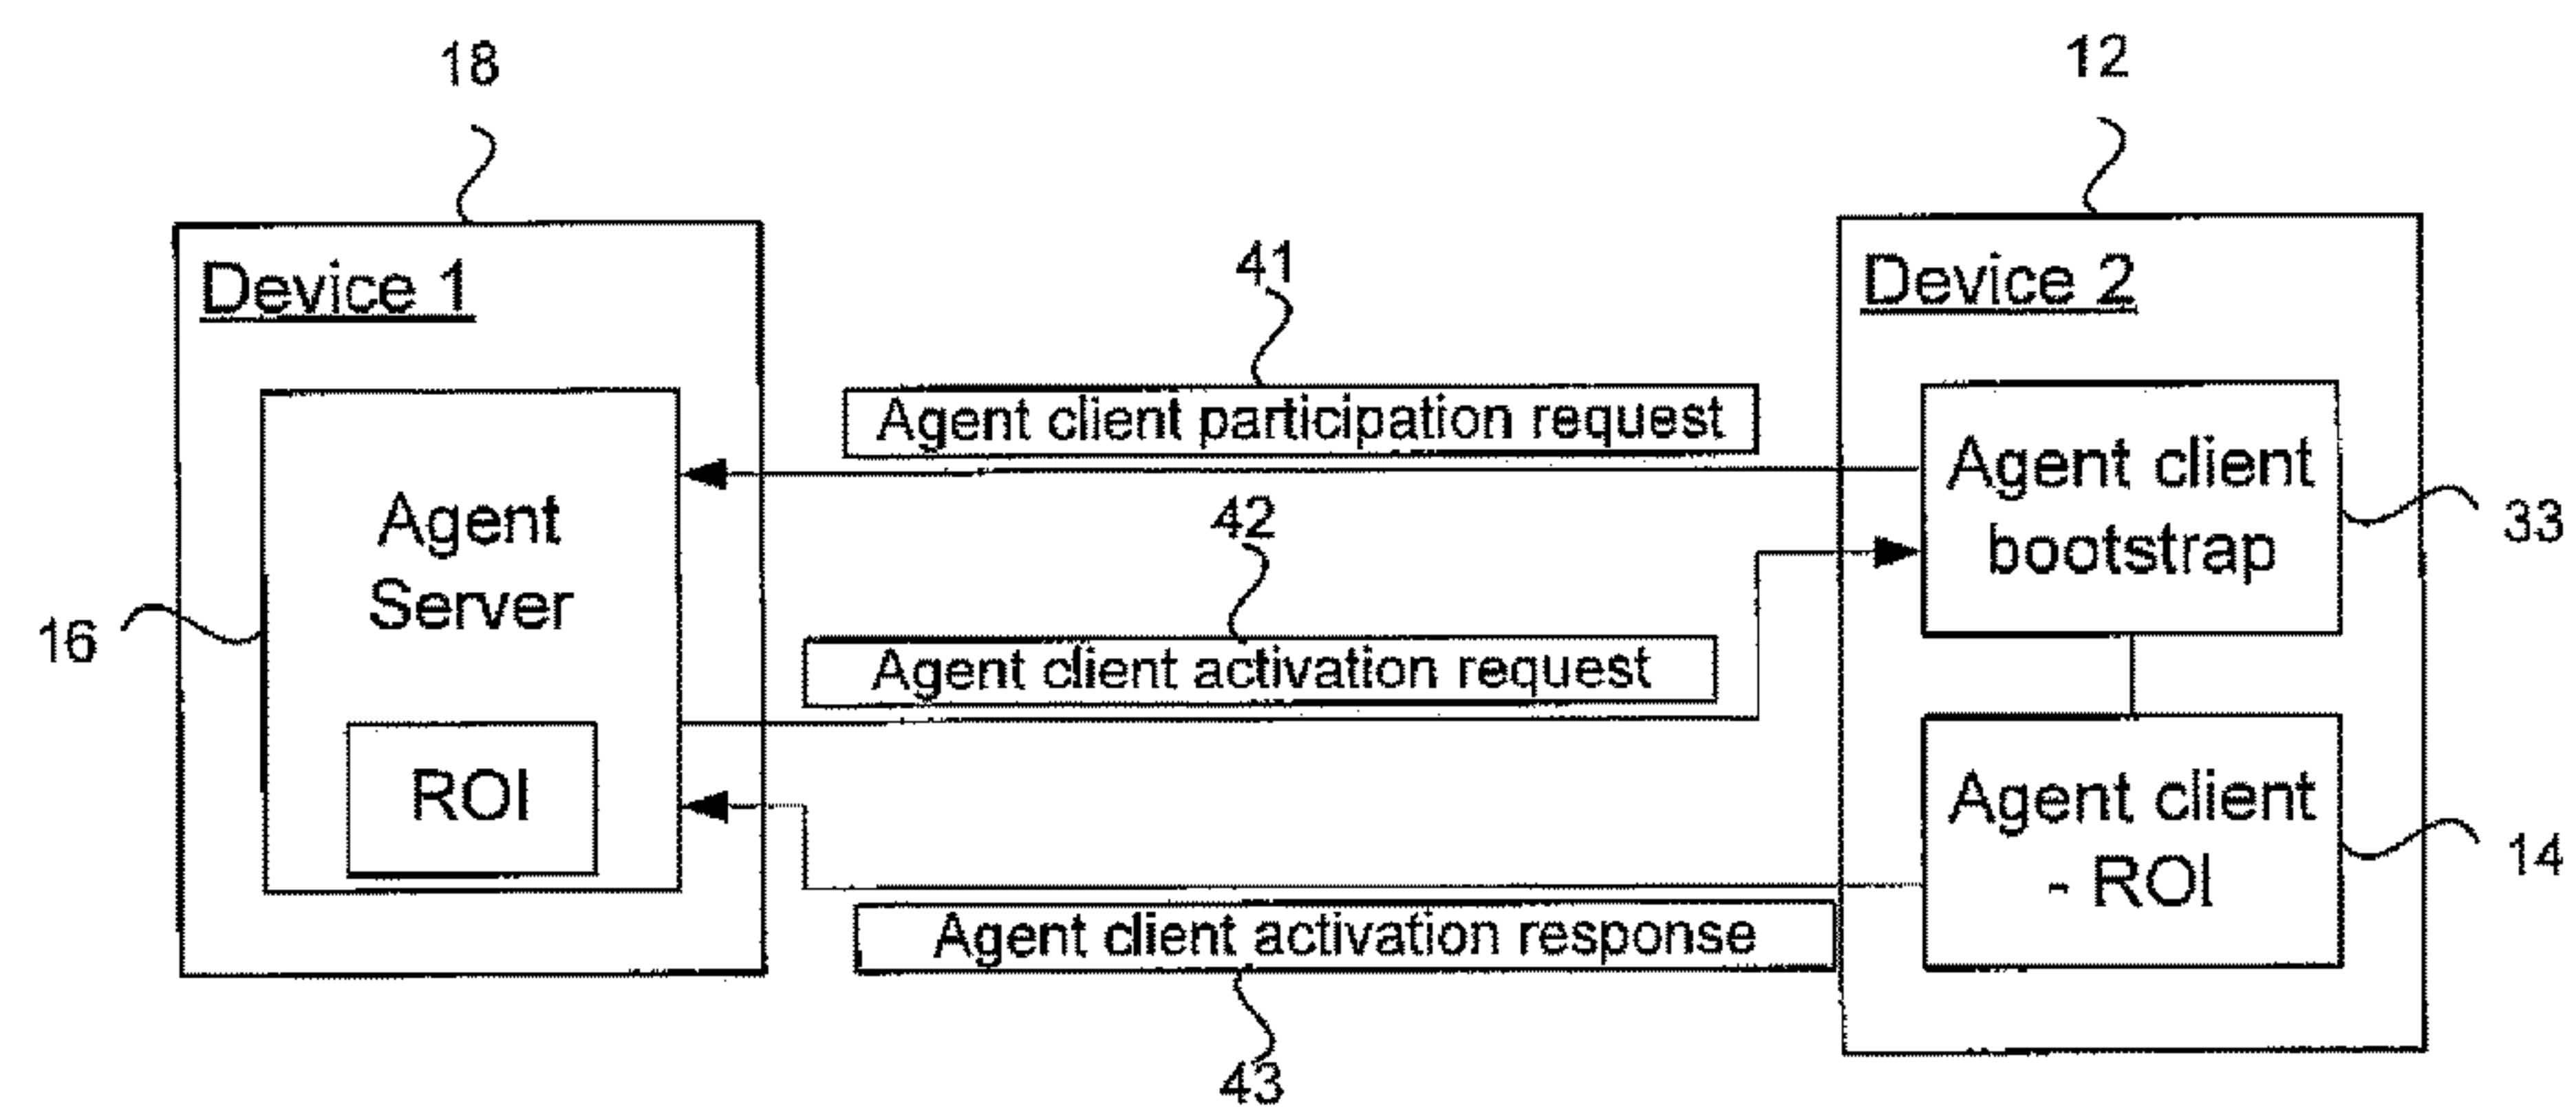 18
12
Device 1
Device 2
41
Agent client participation request
Agent client
bootstrap
33
42
Agent
Server
16
Agent client activation request
ROI
Agent client
- ROI
14
Agent client activation response
43